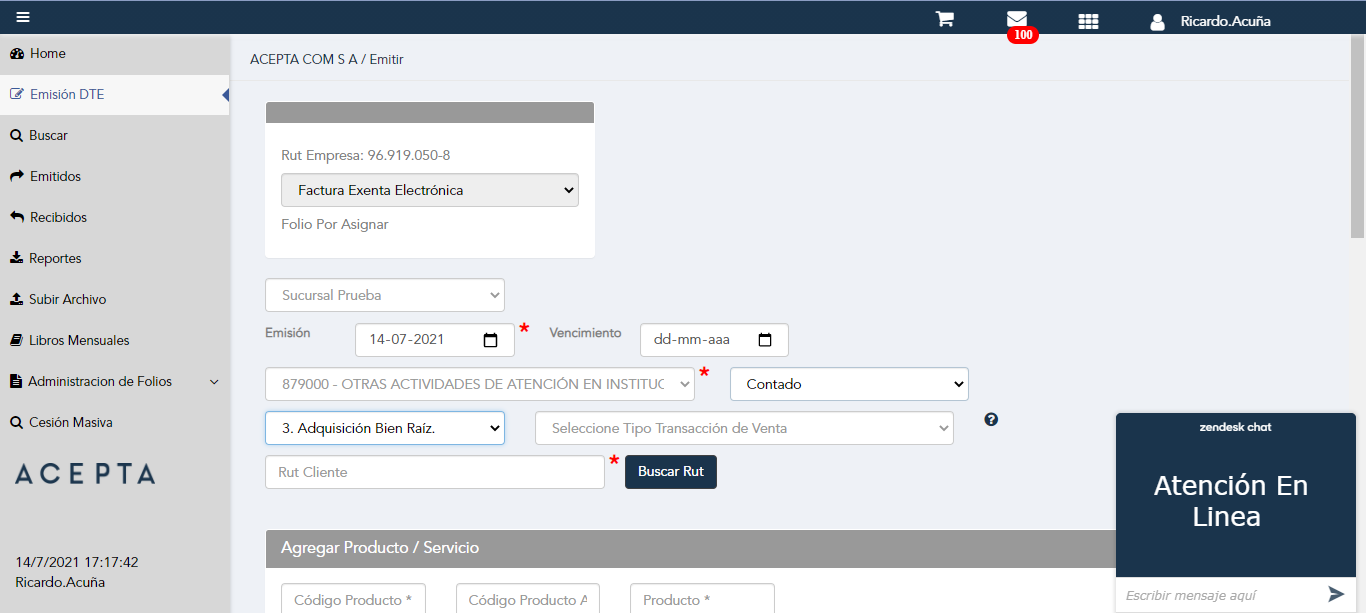 100
Ricardo.Acuña
Home
Emisión DTE
Buscar
Emitidos
Recibidos
Reportes
Subir Archivo
Libros Mensuales
Administracion de Folios
Cesión Masiva
ACEPTA
14/7/2021 17:17:42
Ricardo.Acuña
ACEPTA COM S A / Emitir
Rut Empresa: 96.919.050-8
Factura Exenta Electrónica
Folio Por Asignar
Sucursal Prueba
Emisión 14-07-2021 * Vencimiento dd-mm-aaa
879000 - OTRAS ACTIVIDADES DE ATENCIÓN EN INSTITUC * Contado
3. Adquisición Bien Raíz. Seleccione Tipo Transacción de Venta ?
Rut Cliente * Buscar Rut
Agregar Producto / Servicio
Código Producto * Código Producto A Producto *
zendesk chat
Atención En
Linea
Escribir mensaje aquí